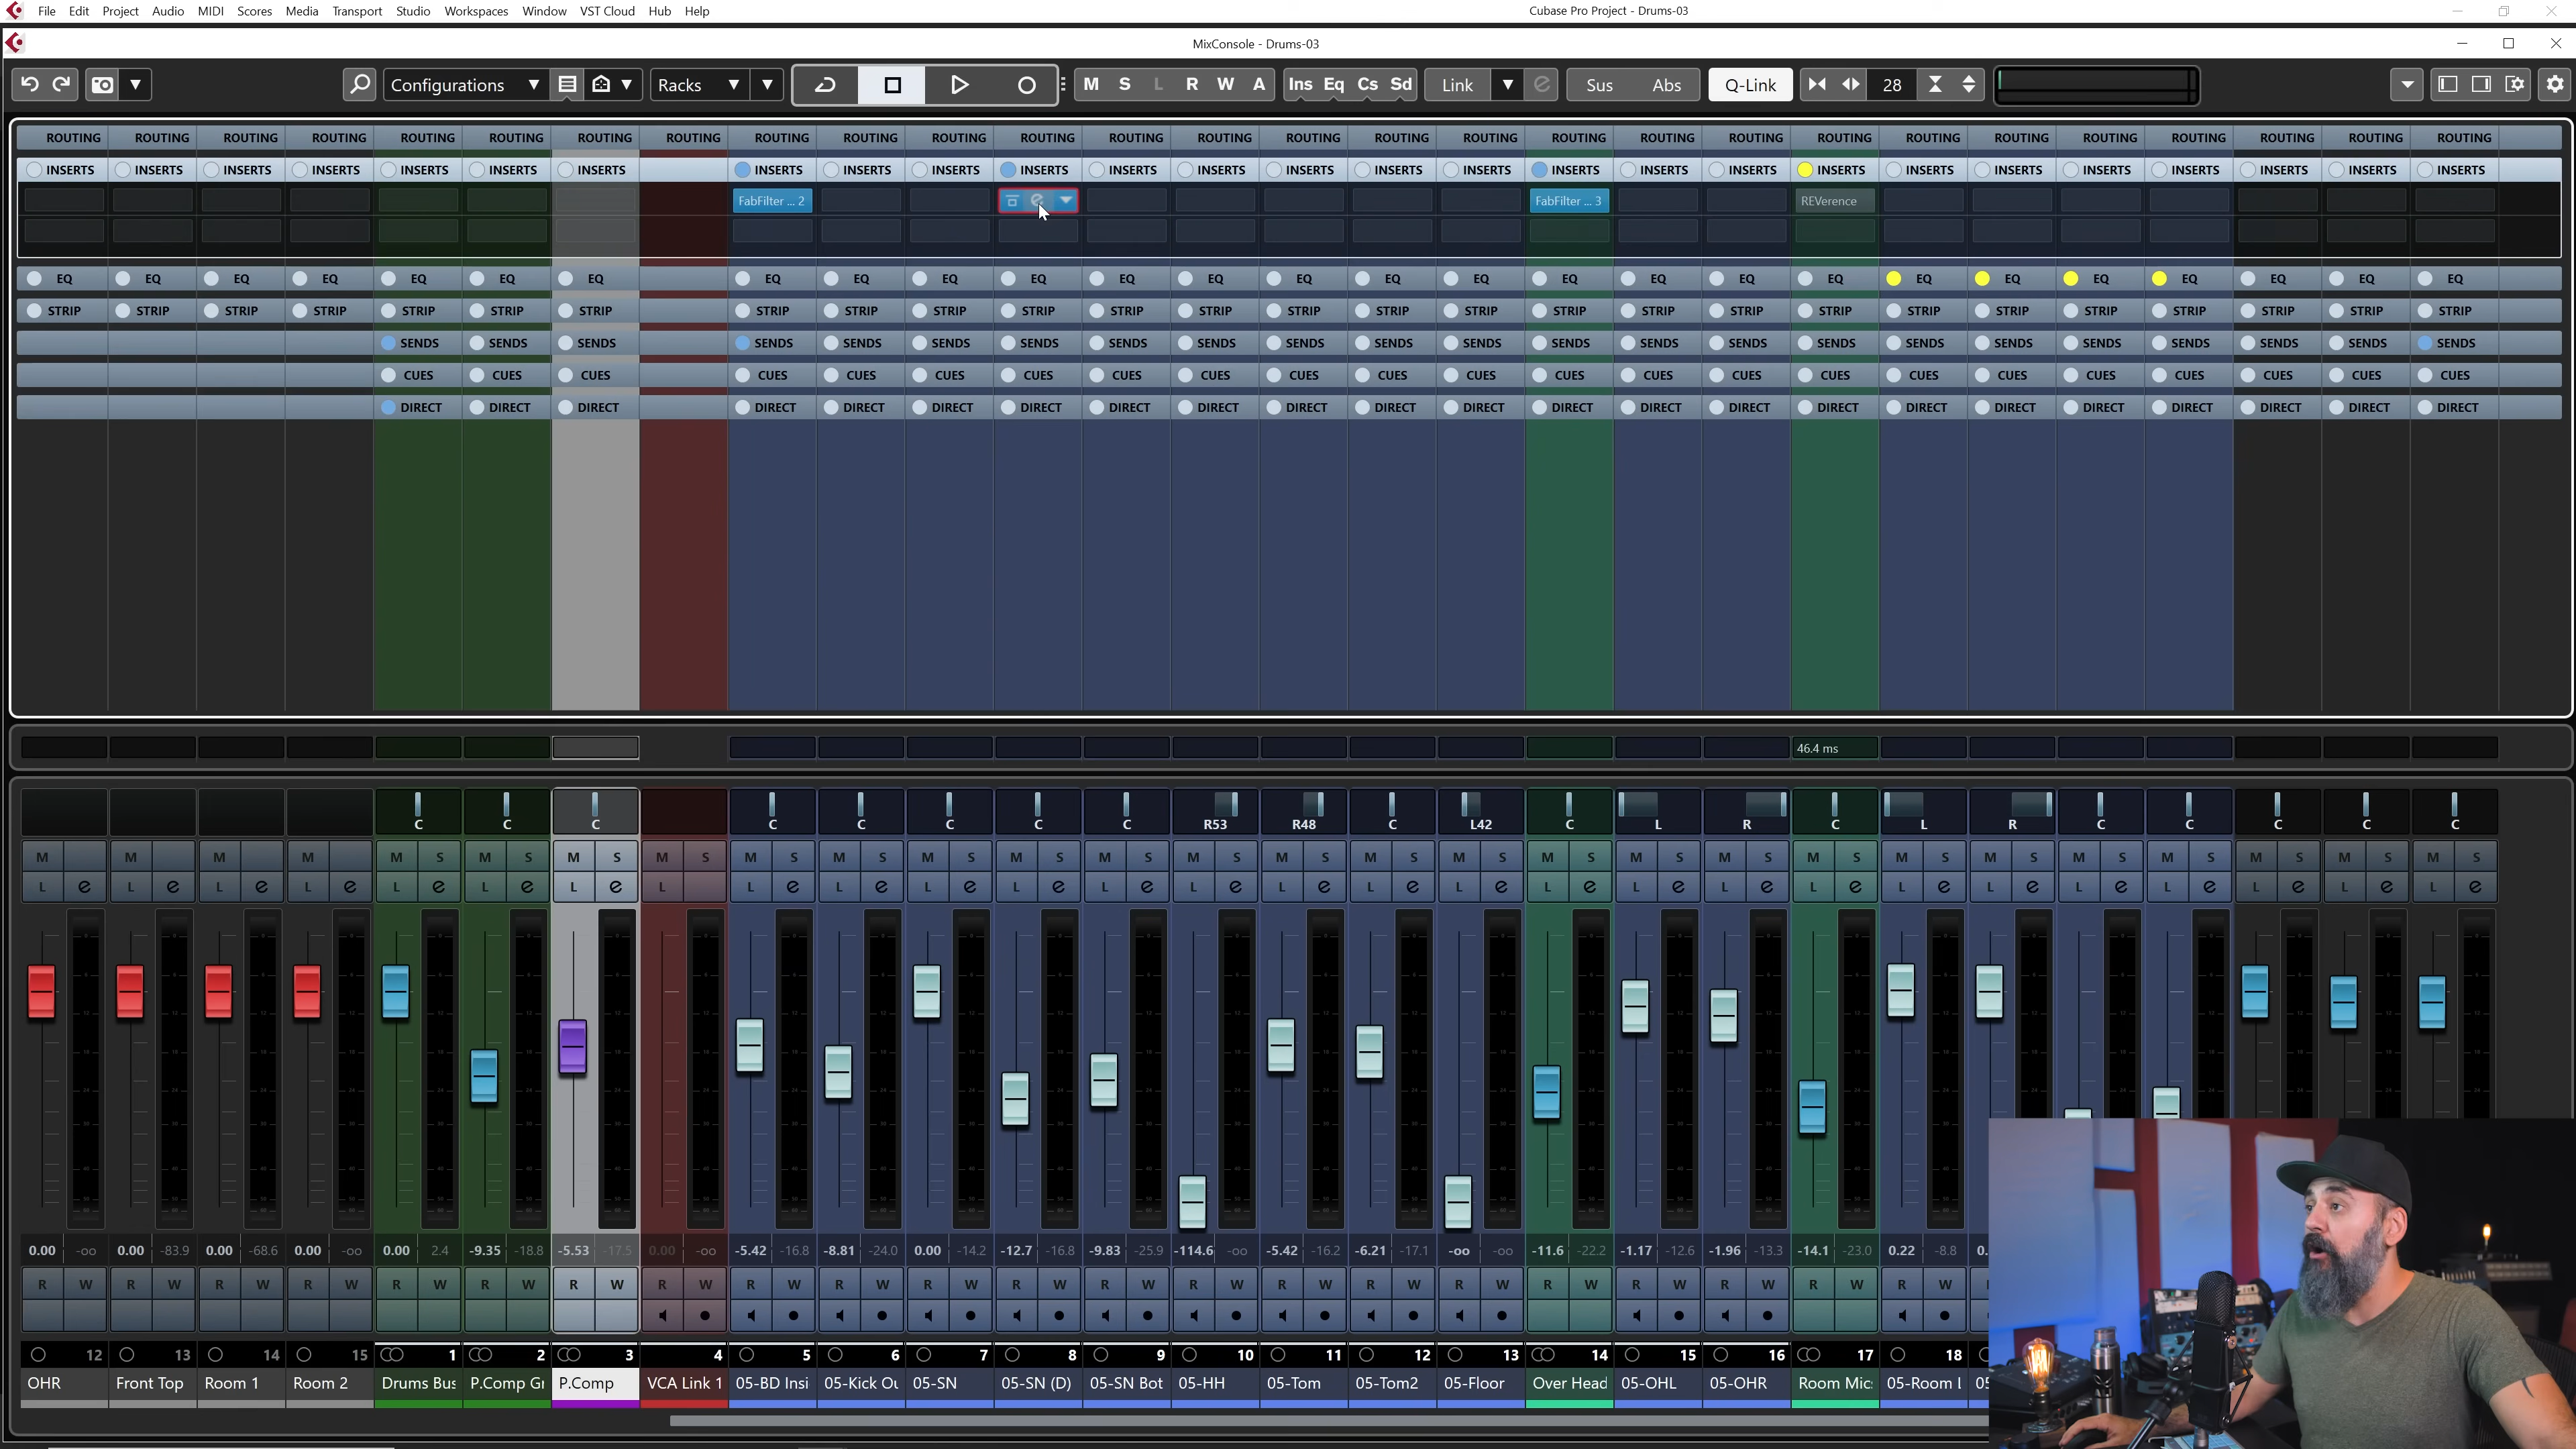 File Edit Project Audio MIDI Scores Media Transport Studio Workspaces Window VST Cloud Hub Help Cubase Pro Project - Drums-03
MixConsole - Drums-03
Configurations Racks M S L R W A Ins Eq Cs Sd Link Sus Abs Q-Link 28
ROUTING ROUTING ROUTING ROUTING ROUTING ROUTING ROUTING ROUTING ROUTING ROUTING ROUTING ROUTING ROUTING ROUTING ROUTING ROUTING ROUTING ROUTING ROUTING ROUTING ROUTING ROUTING ROUTING ROUTING ROUTING ROUTING ROUTING ROUTING
INSERTS INSERTS INSERTS INSERTS INSERTS INSERTS INSERTS INSERTS INSERTS INSERTS INSERTS INSERTS INSERTS INSERTS INSERTS INSERTS INSERTS INSERTS INSERTS INSERTS INSERTS INSERTS INSERTS INSERTS INSERTS INSERTS INSERTS
FabFilter ... 2 FabFilter ... 3 REVerence
EQ EQ EQ EQ EQ EQ EQ EQ EQ EQ EQ EQ EQ EQ EQ EQ EQ EQ EQ EQ EQ EQ EQ EQ EQ EQ EQ
STRIP STRIP STRIP STRIP STRIP STRIP STRIP STRIP STRIP STRIP STRIP STRIP STRIP STRIP STRIP STRIP STRIP STRIP STRIP STRIP STRIP STRIP STRIP STRIP STRIP STRIP STRIP
SENDS SENDS SENDS SENDS SENDS SENDS SENDS SENDS SENDS SENDS SENDS SENDS SENDS SENDS SENDS SENDS SENDS SENDS SENDS SENDS SENDS SENDS SENDS
CUES CUES CUES CUES CUES CUES CUES CUES CUES CUES CUES CUES CUES CUES CUES CUES CUES CUES CUES CUES CUES CUES CUES
DIRECT DIRECT DIRECT DIRECT DIRECT DIRECT DIRECT DIRECT DIRECT DIRECT DIRECT DIRECT DIRECT DIRECT DIRECT DIRECT DIRECT DIRECT DIRECT DIRECT DIRECT DIRECT DIRECT
46.4 ms
C C C C C C C C R53 R48 C L42 C L R C L R C C C C C
M M M M M S M S M S M S M S M S M S M S M S M S M S M S M S M S M S M S M S M S M S M S M S M S M S M S M S M S
L e L e L e L e L e L e L e L L e L e L e L e L e L e L e L e L e L e L e L e L e L e L e L e L e L e L e L e
0.00 -oo 0.00 -83.9 0.00 -68.6 0.00 -oo 0.00 2.4 -9.35 -18.8 -5.53 -17.5 0.00 -oo -5.42 -16.8 -8.81 -24.0 0.00 -14.2 -12.7 -16.8 -9.83 -25.9 -114.6 -oo -5.42 -16.2 -6.21 -17.1 -oo -oo -11.6 -22.2 -1.17 -12.6 -1.96 -13.3 -14.1 -23.0 0.22 -8.8 0.
R W R W R W R W R W R W R W R W R W R W R W R W R W R W R W R W R W R W R W R W R W R W
12 13 14 15 1 2 3 4 5 6 7 8 9 10 11 12 13 14 15 16 17 18
OHR Front Top Room 1 Room 2 Drums Bus P.Comp Gr P.Comp VCA Link 1 05-BD Insi 05-Kick Ou 05-SN 05-SN (D) 05-SN Bot 05-HH 05-Tom 05-Tom2 05-Floor Over Head 05-OHL 05-OHR Room Mic 05-Room L 05